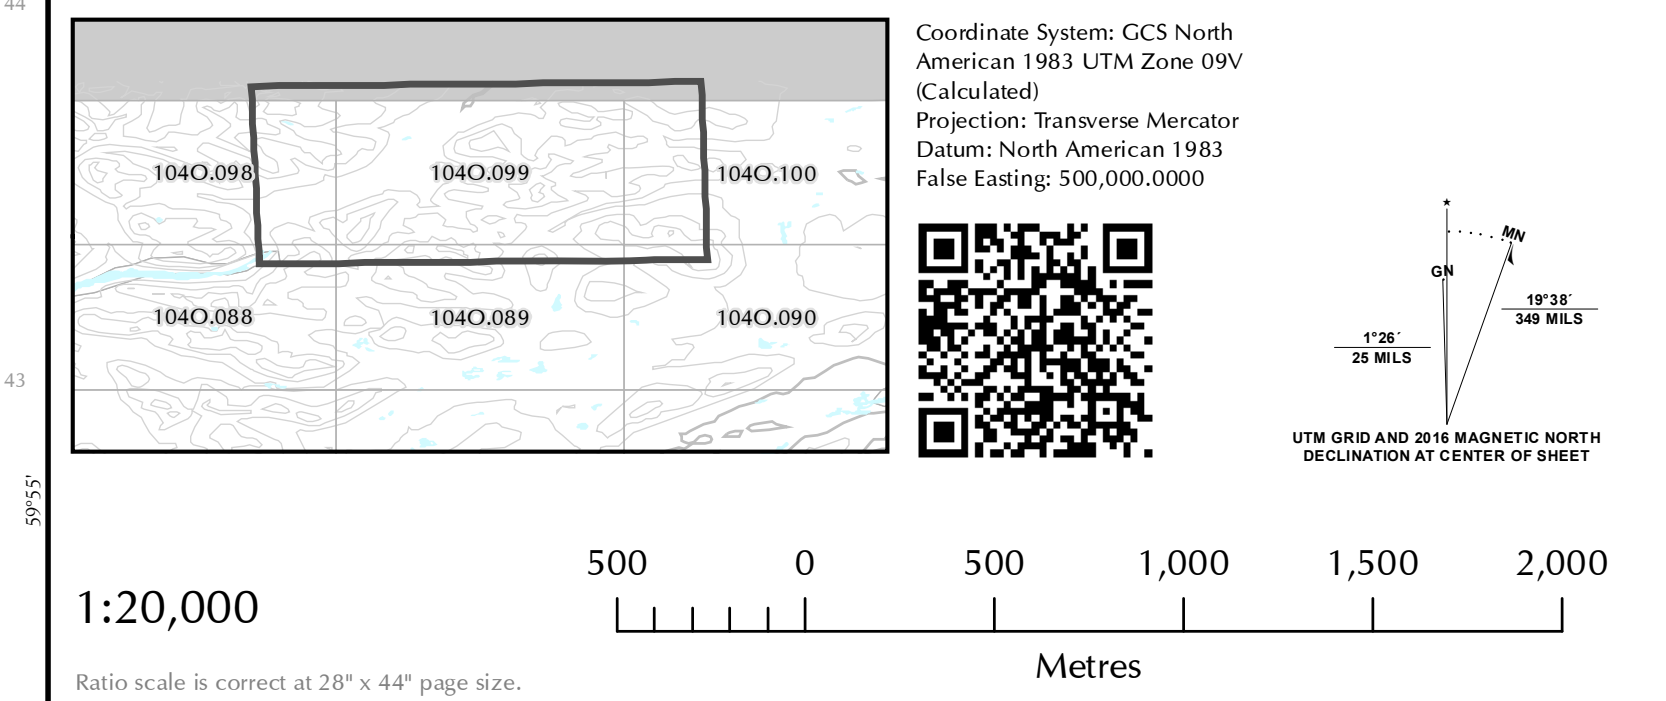 44
43
59°55'
104O.098
104O.099
104O.100
104O.088
104O.089
104O.090
Coordinate System: GCS North
American 1983 UTM Zone 09V
(Calculated)
Projection: Transverse Mercator
Datum: North American 1983
False Easting: 500,000.0000
MN
GN
19°38´
349 MILS
1°26´
25 MILS
UTM GRID AND 2016 MAGNETIC NORTH
DECLINATION AT CENTER OF SHEET
500 0 500 1,000 1,500 2,000
1:20,000
Metres
Ratio scale is correct at 28" x 44" page size.